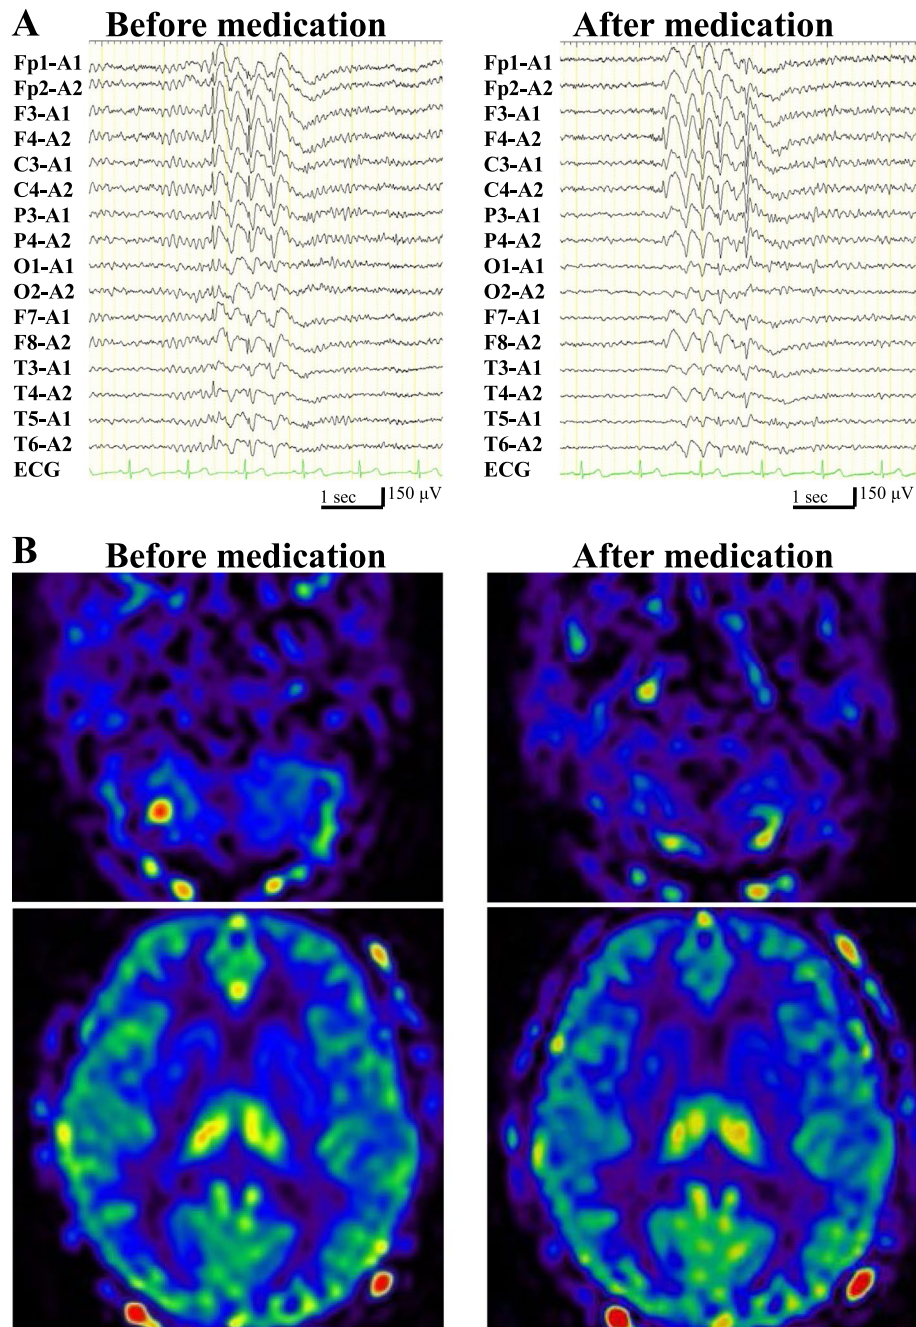 A Before medication After medication
Fp1-A1 Fp1-A1
Fp2-A2 Fp2-A2
F3-A1 F3-A1
F4-A2 F4-A2
C3-A1 C3-A1
C4-A2 C4-A2
P3-A1 P3-A1
P4-A2 P4-A2
O1-A1 O1-A1
O2-A2 O2-A2
F7-A1 F7-A1
F8-A2 F8-A2
T3-A1 T3-A1
T4-A2 T4-A2
T5-A1 T5-A1
T6-A2 T6-A2
ECG ECG
1 sec 150 μV 1 sec 150 μV
B Before medication After medication